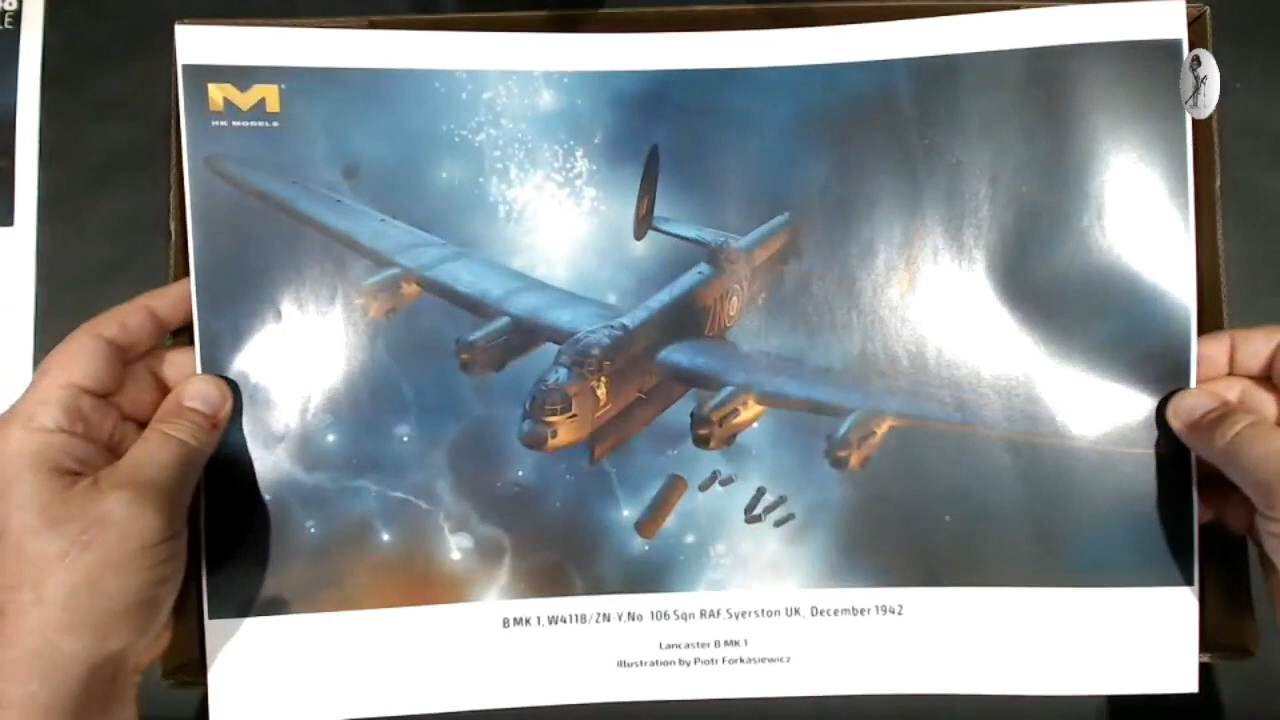 LE
M
HK MODELS
ZN Y
B MK 1, W4118/ZN-Y,No 106 Sqn RAF,Syerston UK, December 1942
Lancaster B MK.1
Illustration by Piotr Forkasiewicz